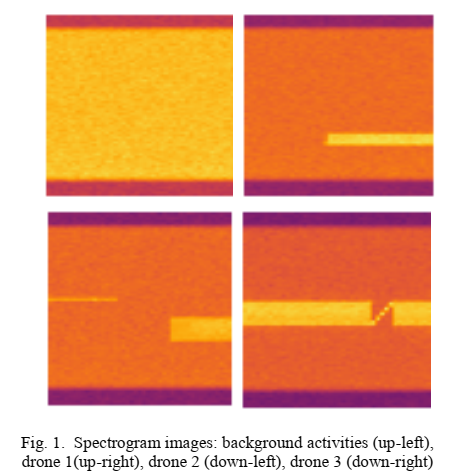 Fig. 1.  Spectrogram images: background activities (up-left),
drone 1(up-right), drone 2 (down-left), drone 3 (down-right)